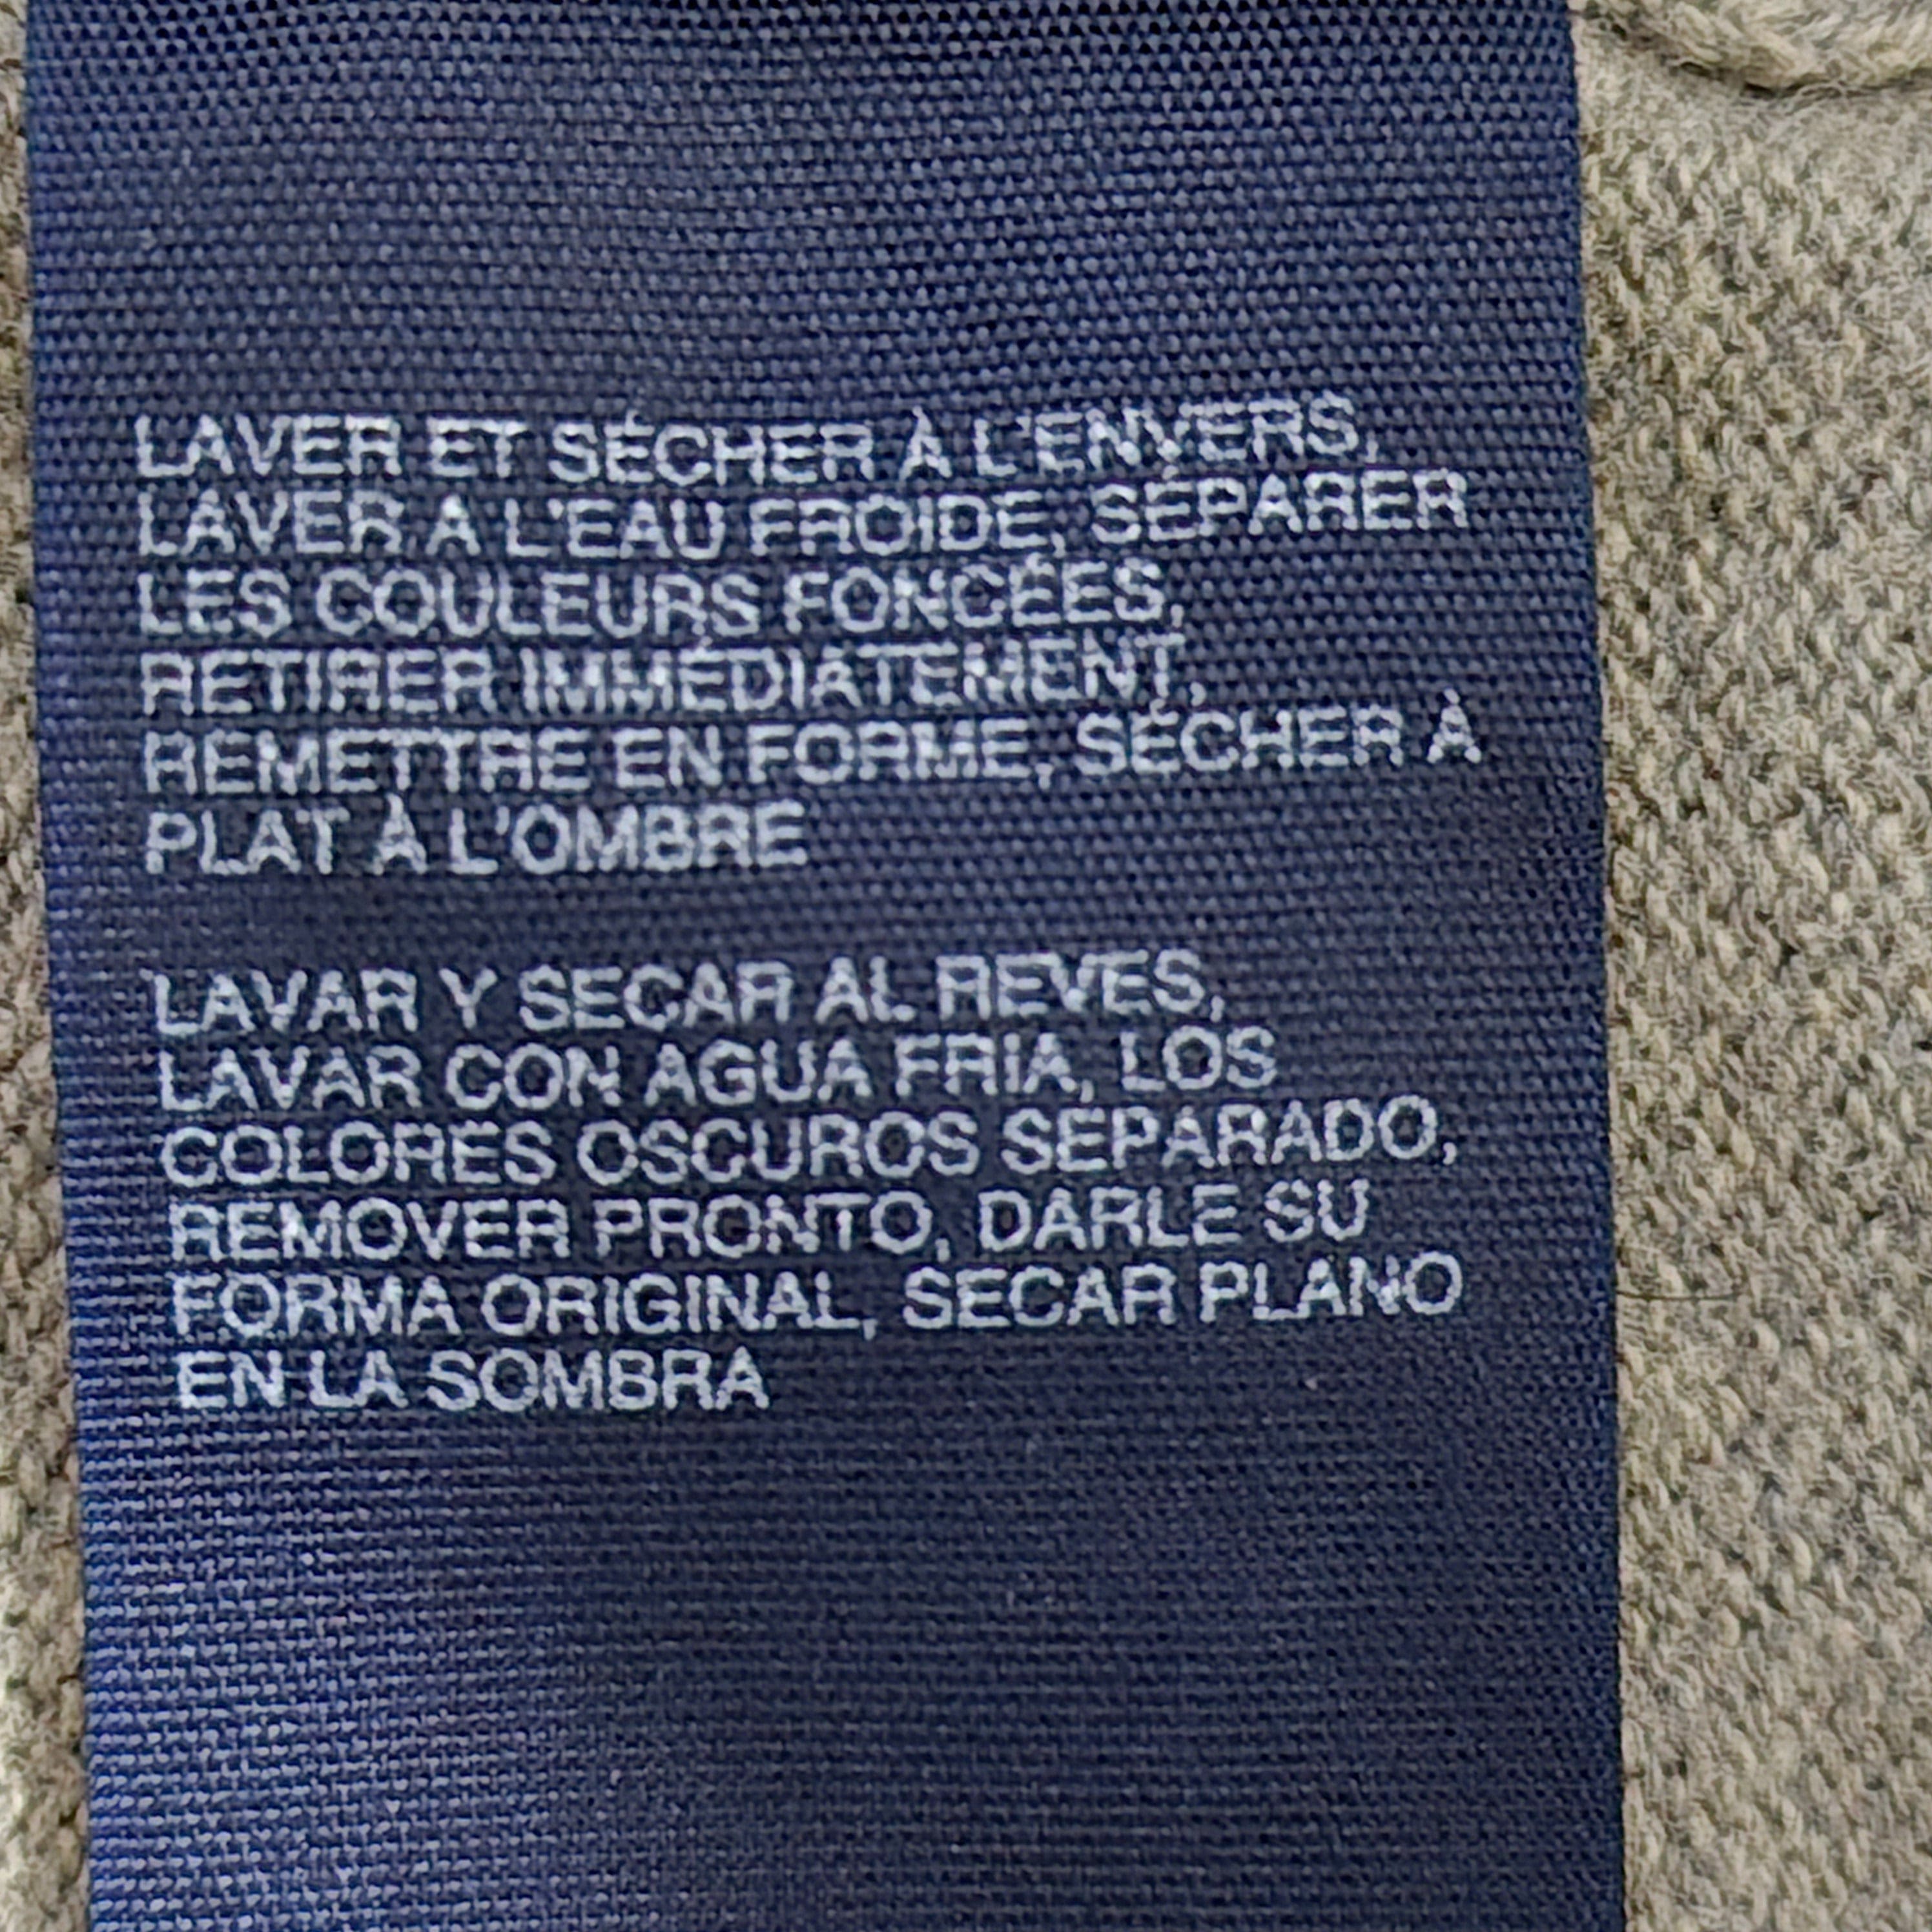 LAVER ET SÉCHER À L'ENVERS,
LAVER A L'EAU FROIDE, SÉPARER
LES COULEURS FONCÉES,
RETIRER IMMÉDIATEMENT,
REMETTRE EN FORME, SÉCHER À
PLAT À L'OMBRE
LAVAR Y SECAR AL REVES,
LAVAR CON AGUA FRIA, LOS
COLORES OSCUROS SEPARADO,
REMOVER PRONTO, DARLE SU
FORMA ORIGINAL, SECAR PLANO
EN LA SOMBRA